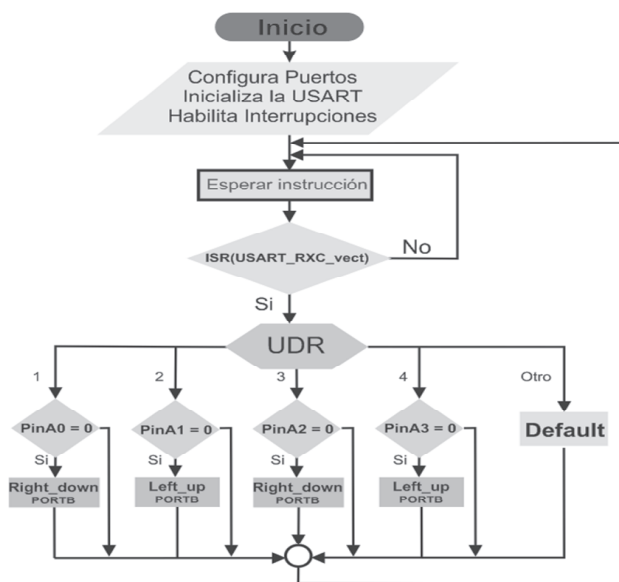 Inicio
Configura Puertos
Inicializa la USART
Habilita Interrupciones
Esperar instrucción
ISR(USART_RXC_vect)
No
Si
UDR
1
2
3
4
Otro
PinA0 = 0
PinA1 = 0
PinA2 = 0
PinA3 = 0
Default
Si
Si
Si
Si
Right_down
PORTB
Left_up
PORTB
Right_down
PORTB
Left_up
PORTB